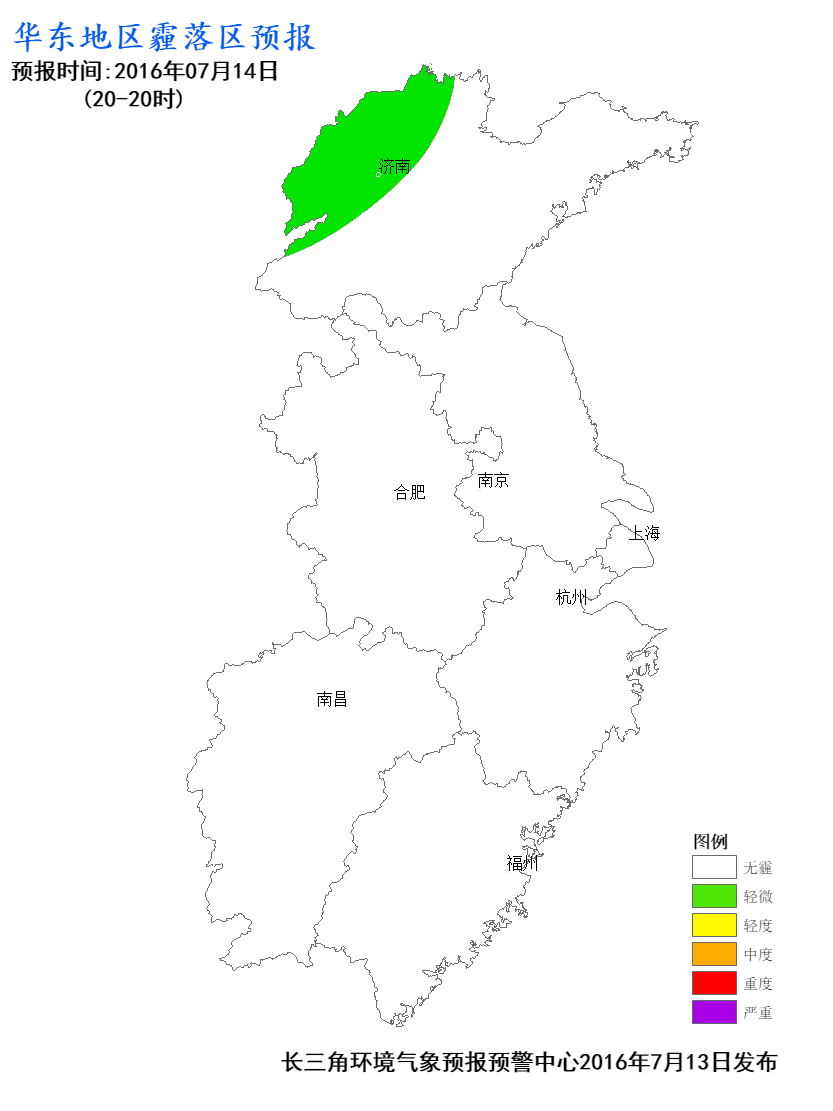 华东地区霾落区预报
预报时间:2016年07月14日
(20-20时)
济南
南京
合肥
上海
杭州
南昌
福州
图例
无霾
轻微
轻度
中度
重度
严重
长三角环境气象预报预警中心2016年7月13日发布